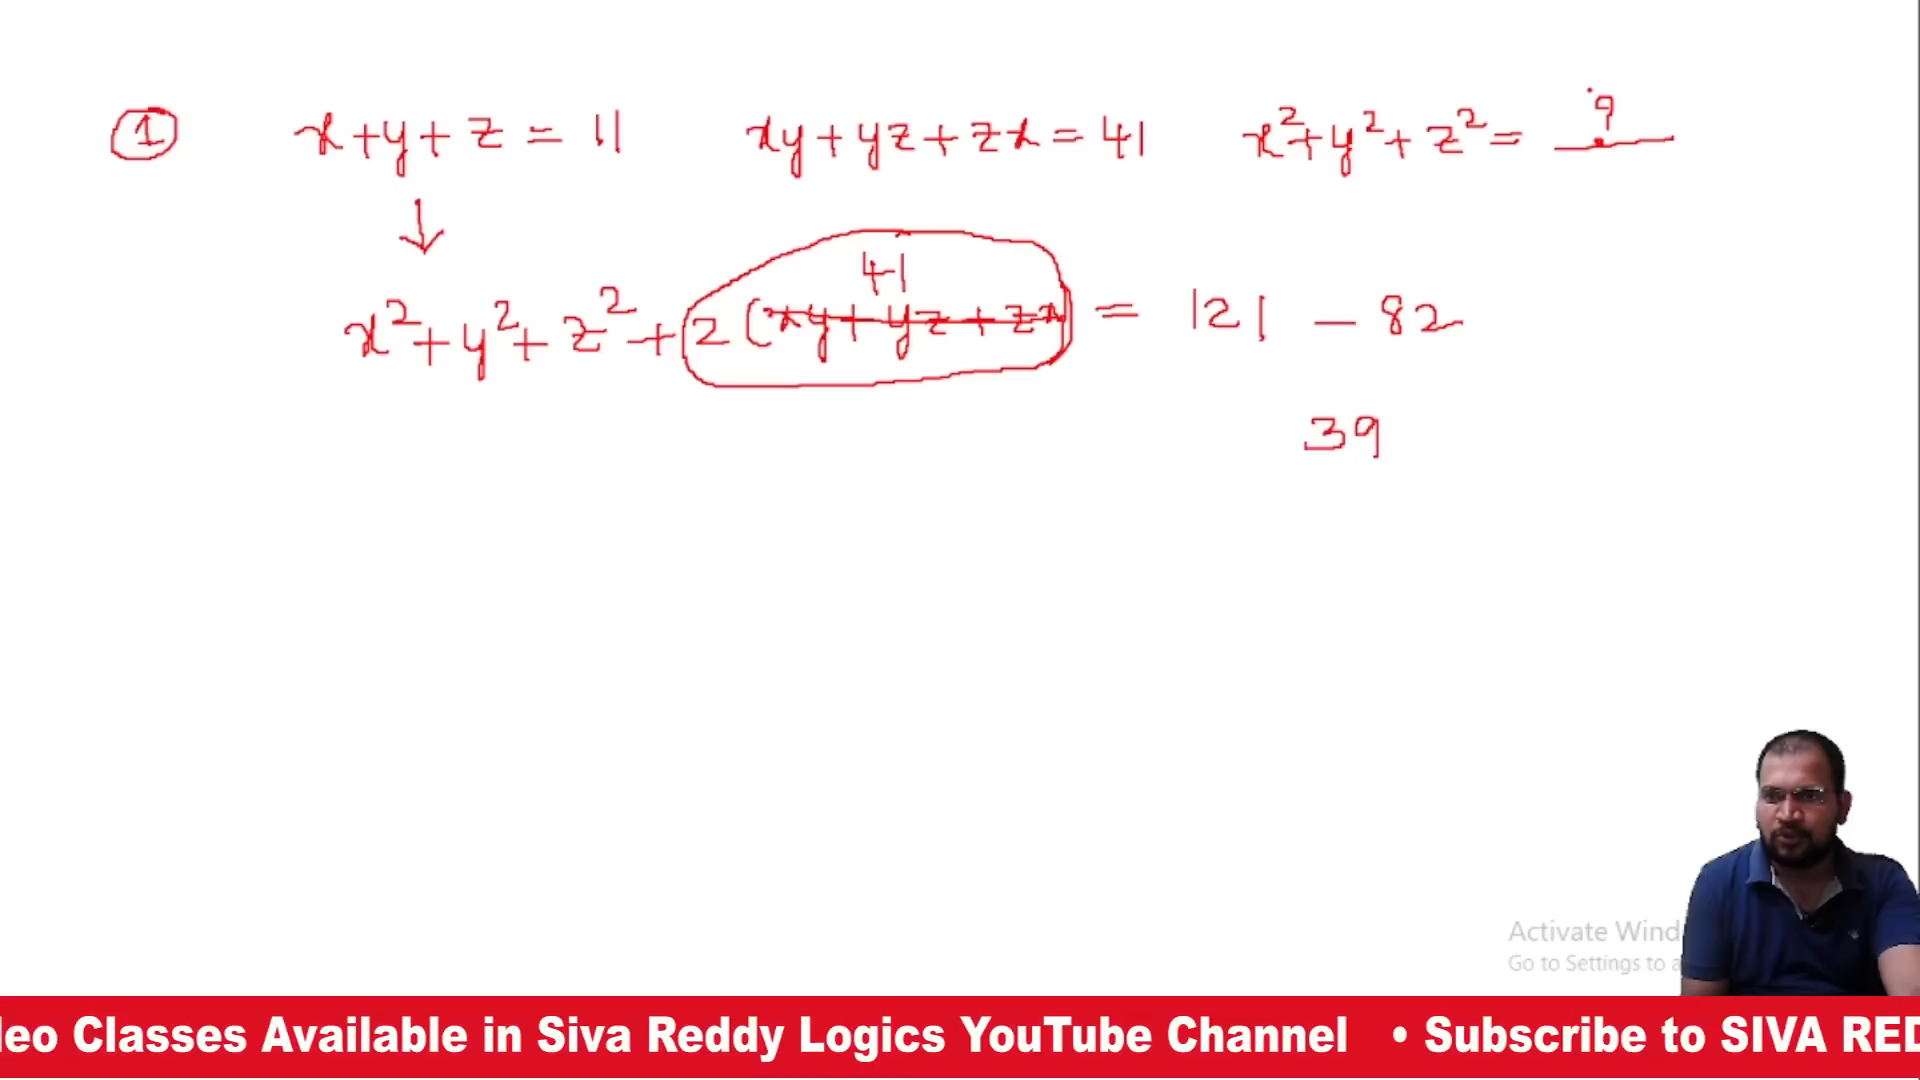 ① x+y+z=11 xy+yz+zx=41 x²+y²+z²= ?
↓
41
x²+y²+z²+2(xy+yz+zx) = 121 – 82
39
Activate Wind
Go to Settings to a
leo Classes Available in Siva Reddy Logics YouTube Channel • Subscribe to SIVA RED